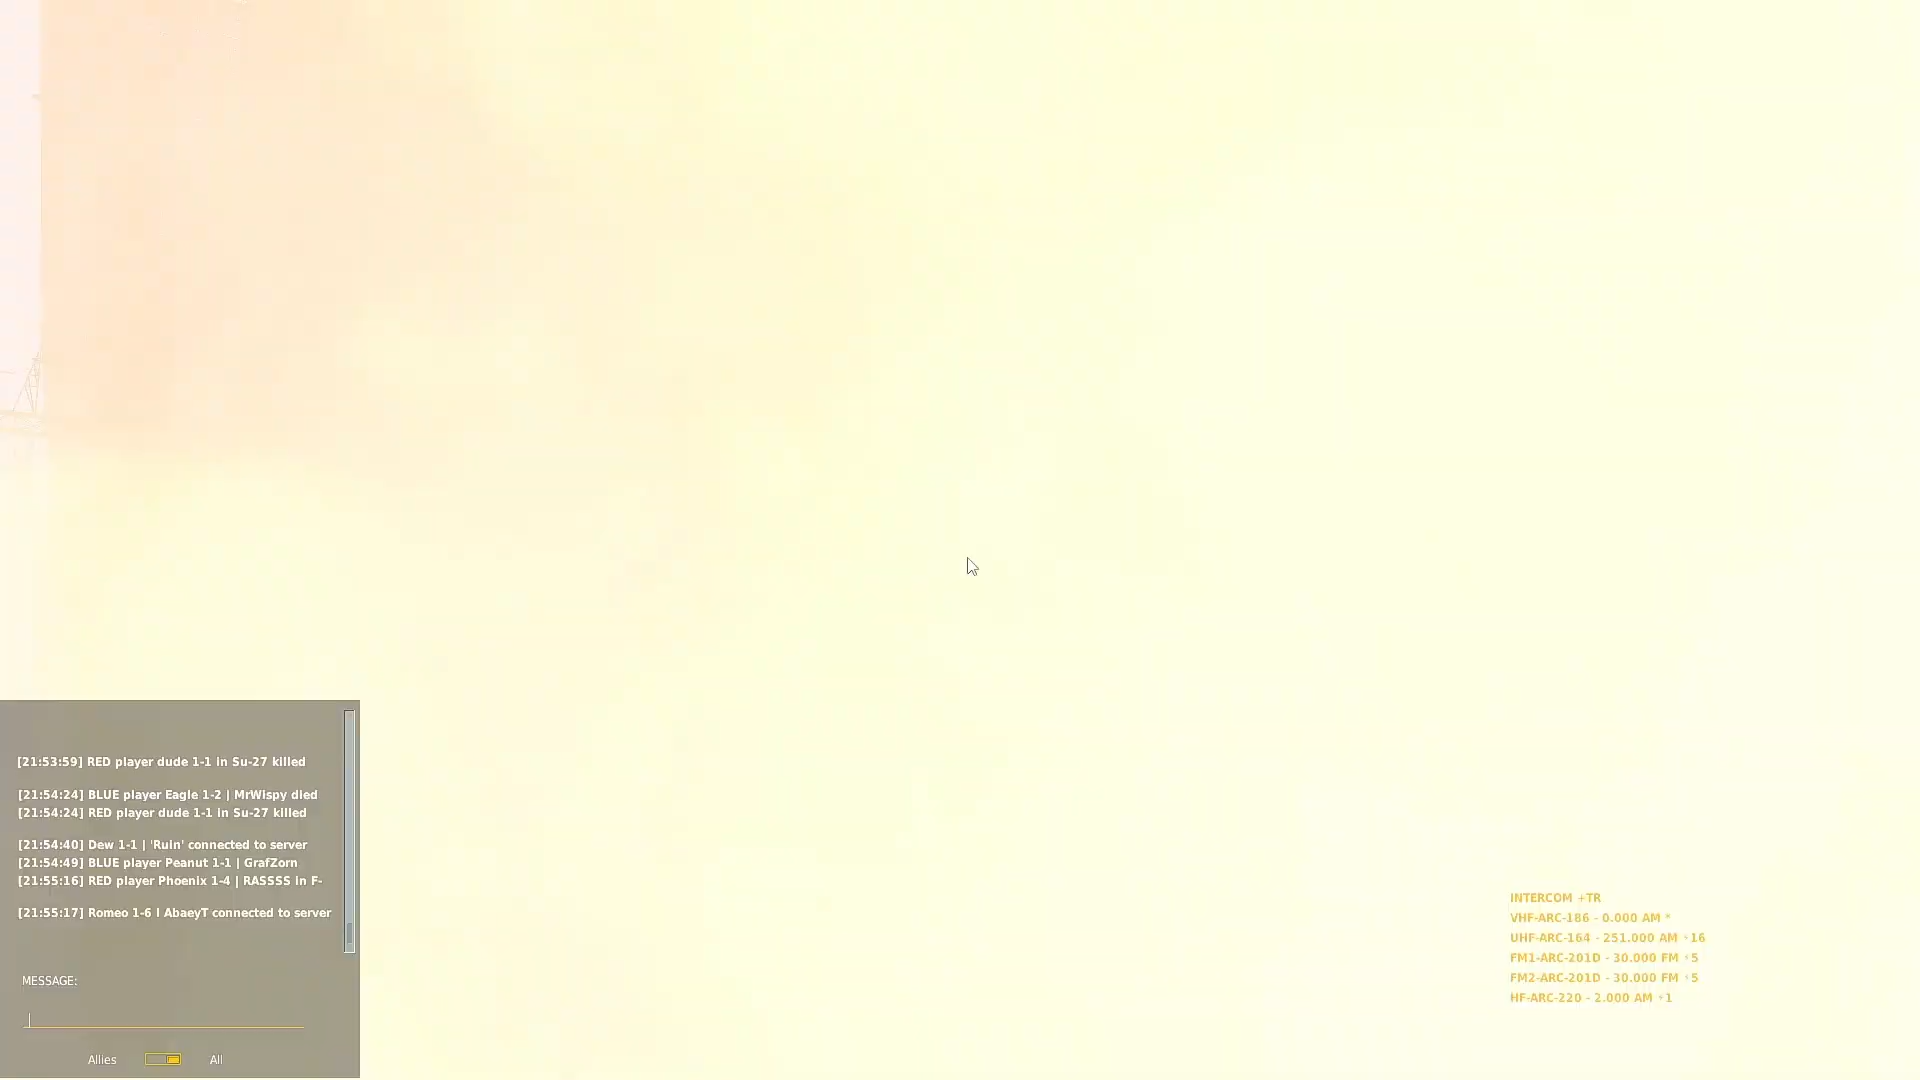 [21:53:59] RED player dude 1-1 in Su-27 killed
[21:54:24] BLUE player Eagle 1-2 | MrWispy died
[21:54:24] RED player dude 1-1 in Su-27 killed
[21:54:40] Dew 1-1 | 'Ruin' connected to server
[21:54:49] BLUE player Peanut 1-1 | GrafZorn
[21:55:16] RED player Phoenix 1-4 | RASSSS in F-
[21:55:17] Romeo 1-6 l AbaeyT connected to server
MESSAGE:
Allies All
INTERCOM +TR
VHF-ARC-186 - 0.000 AM *
UHF-ARC-164 - 251.000 AM *16
FM1-ARC-201D - 30.000 FM *5
FM2-ARC-201D - 30.000 FM *5
HF-ARC-220 - 2.000 AM +1